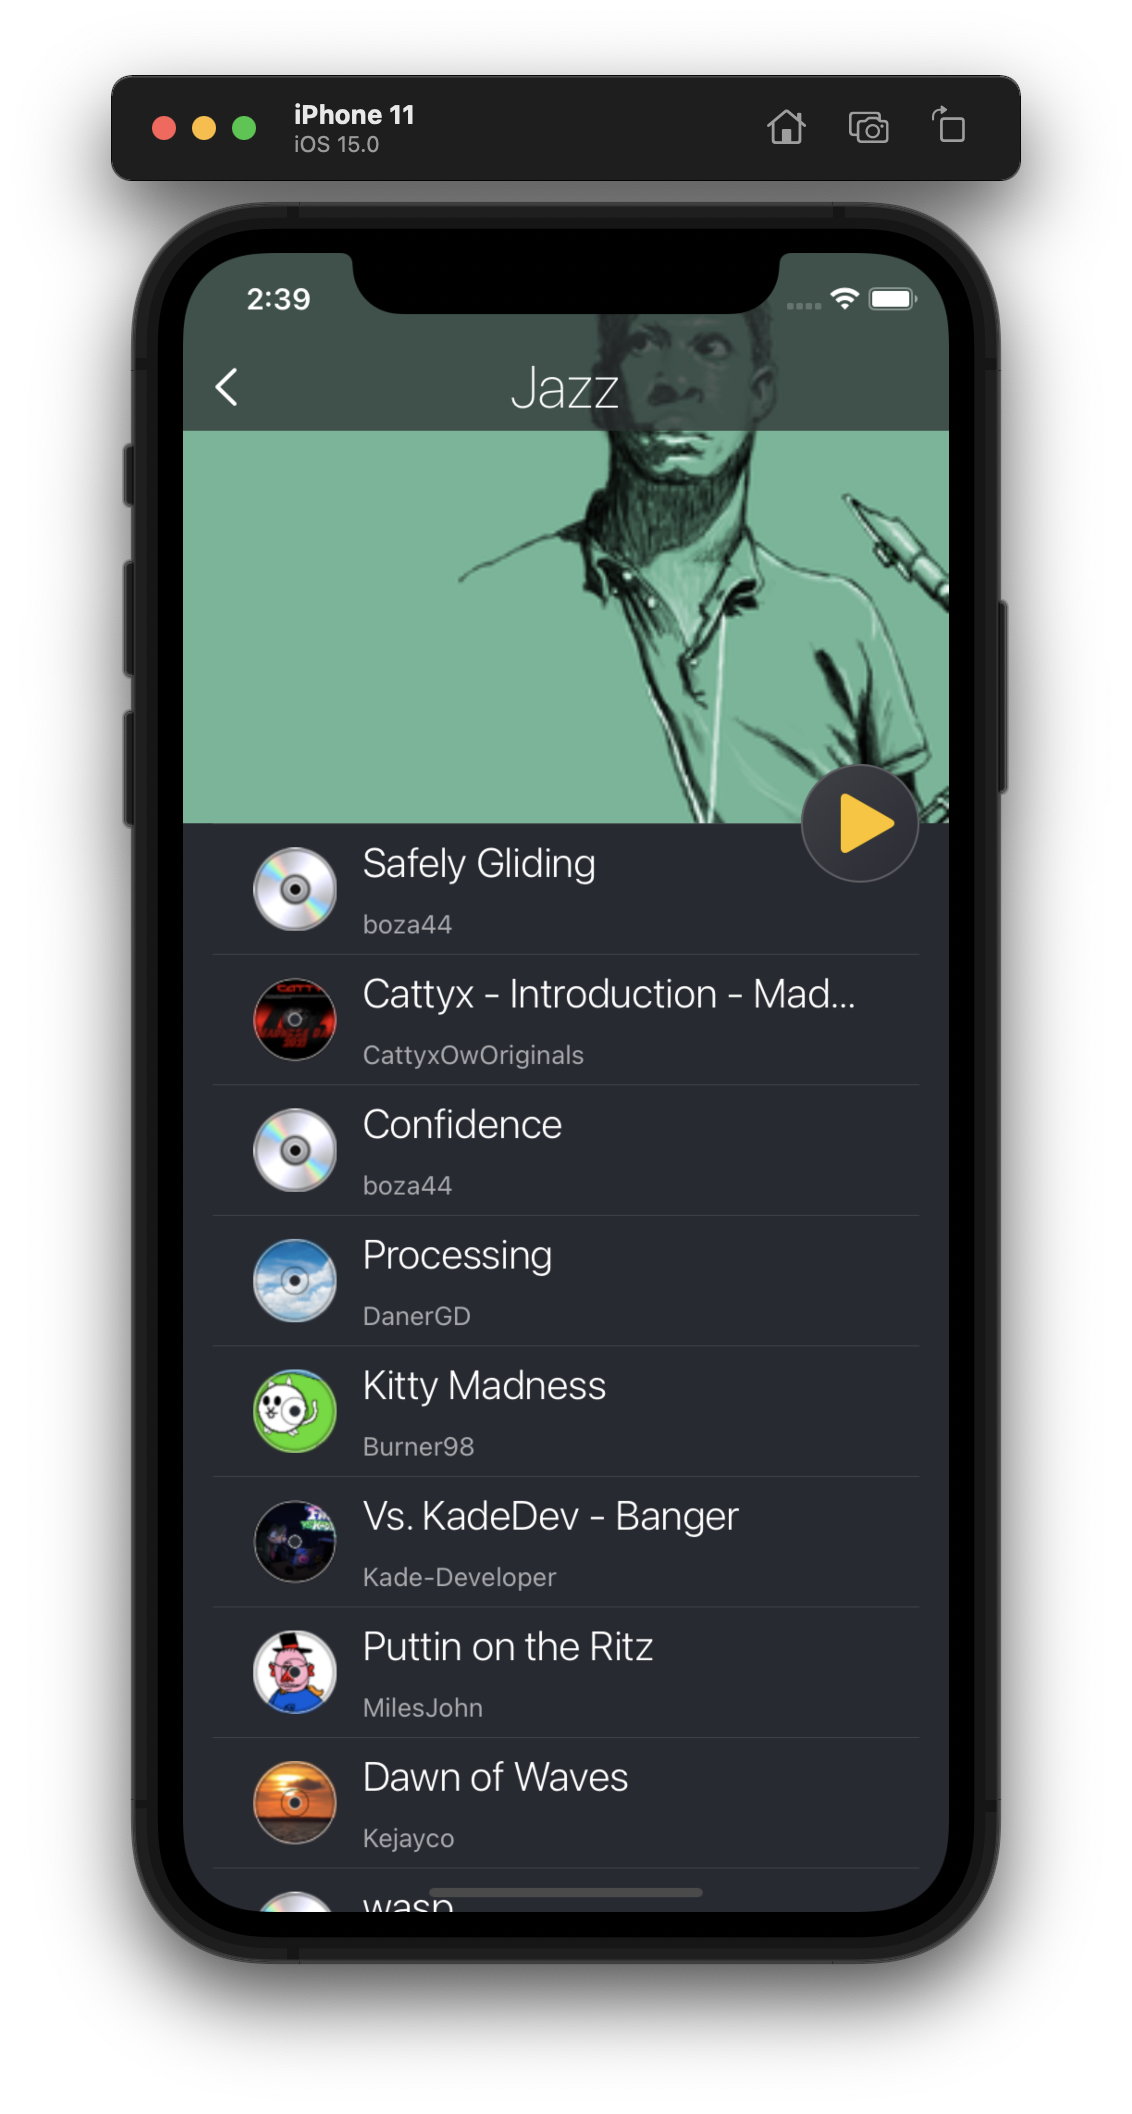 iPhone 11
iOS 15.0
2:39
Jazz
Safely Gliding
boza44
Cattyx - Introduction - Mad...
CattyxOwOriginals
Confidence
boza44
Processing
DanerGD
Kitty Madness
Burner98
Vs. KadeDev - Banger
Kade-Developer
Puttin on the Ritz
MilesJohn
Dawn of Waves
Kejayco
wasp